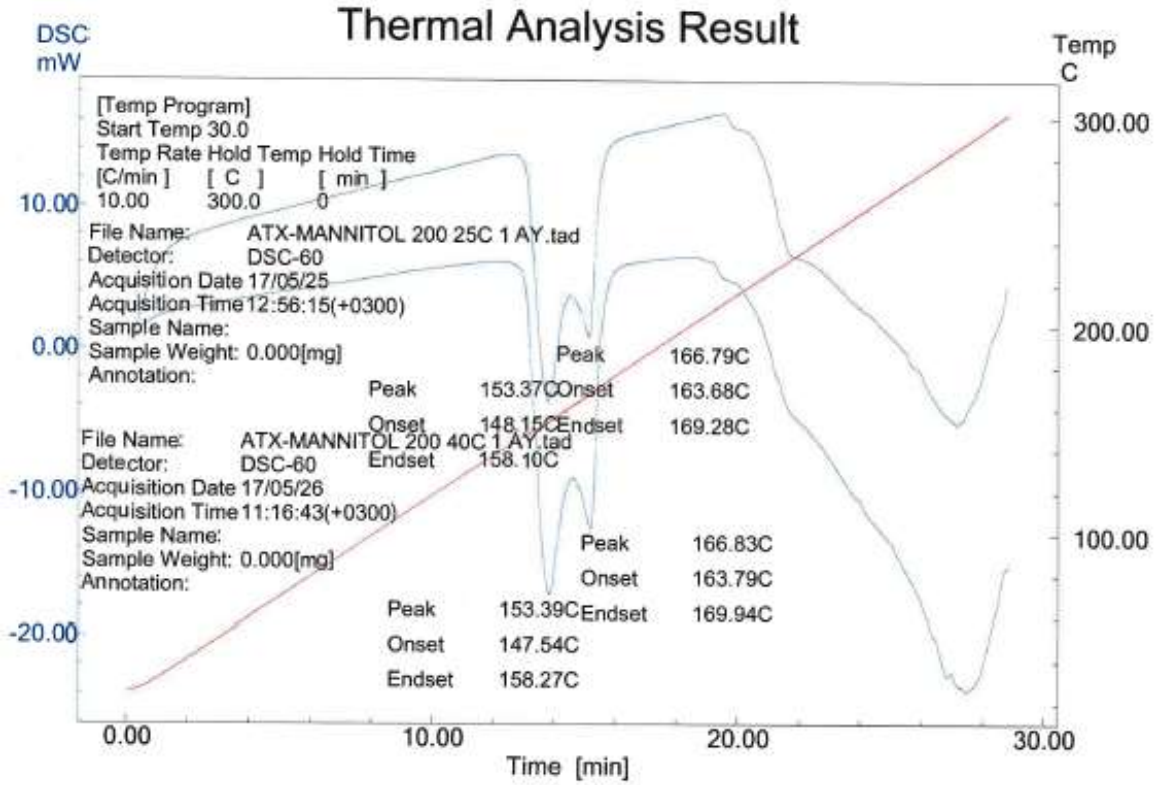 Thermal Analysis Result
DSC
mW
Temp
C
[Temp Program]
Start Temp 30.0
Temp Rate Hold Temp Hold Time
[C/min ] [ C ] [ min ]
10.00 300.0 0
File Name: ATX-MANNITOL 200 25C 1 AY.tad
Detector: DSC-60
Acquisition Date 17/05/25
Acquisition Time 12:56:15(+0300)
Sample Name:
Sample Weight: 0.000[mg]
Annotation:
Peak 166.79C
Onset 163.68C
Endset 169.28C
Peak 153.37C
Onset 148.15C
Endset 158.10C
File Name: ATX-MANNITOL 200 40C 1 AY.tad
Detector: DSC-60
Acquisition Date 17/05/26
Acquisition Time 11:16:43(+0300)
Sample Name:
Sample Weight: 0.000[mg]
Annotation:
Peak 166.83C
Onset 163.79C
Endset 169.94C
Peak 153.39C
Onset 147.54C
Endset 158.27C
10.00
0.00
-10.00
-20.00
300.00
200.00
100.00
0.00 10.00 20.00 30.00
Time [min]